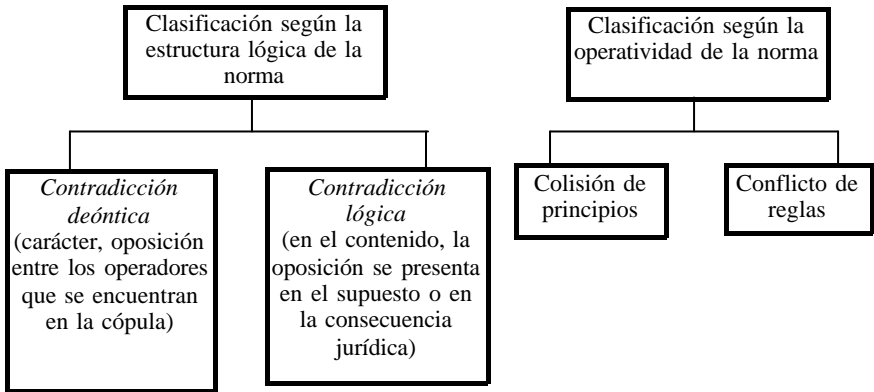 Clasificación según la
estructura lógica de la
norma
Clasificación según la
operatividad de la norma
Contradicción
deóntica
(carácter, oposición
entre los operadores
que se encuentran
en la cópula)
Contradicción
lógica
(en el contenido, la
oposición se presenta
en el supuesto o en
la consecuencia
jurídica)
Colisión de
principios
Conflicto de
reglas